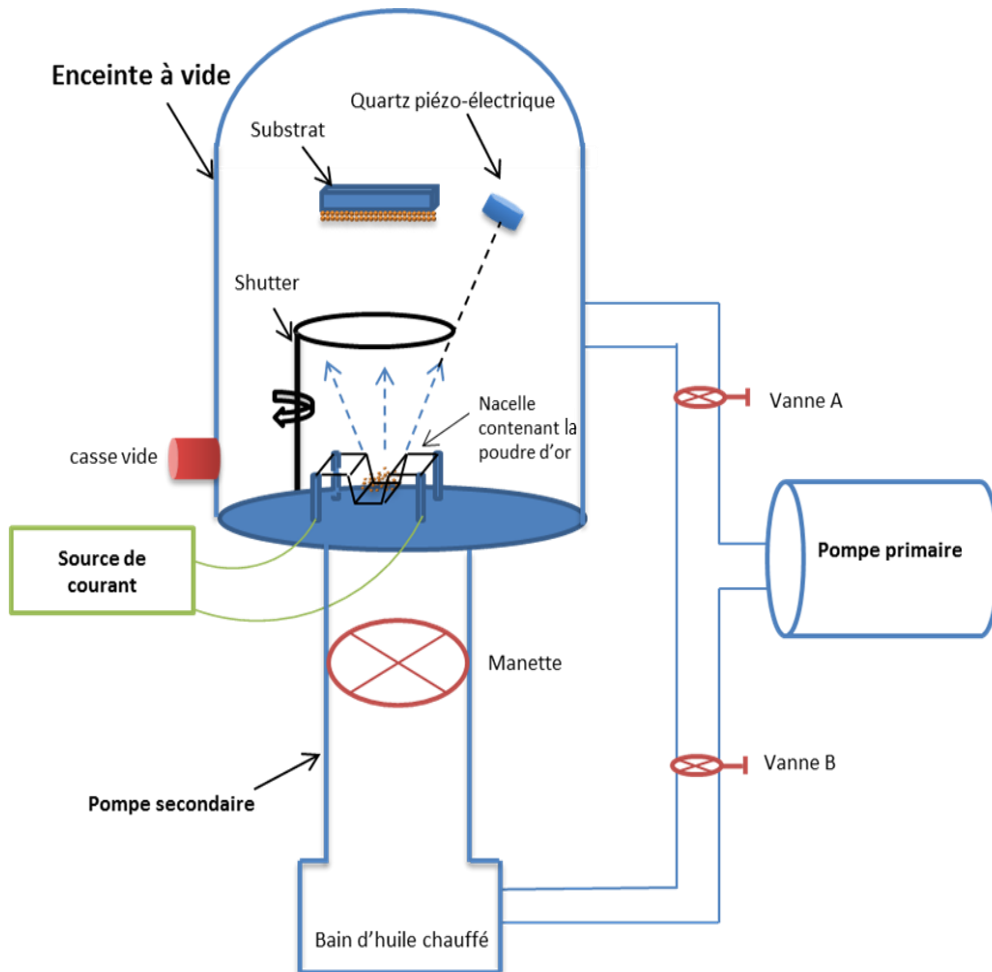 Enceinte à vide
Quartz piézo-électrique
Substrat
Shutter
Nacelle
contenant la
poudre d'or
Vanne A
casse vide
Source de
courant
Pompe primaire
Manette
Vanne B
Pompe secondaire
Bain d'huile chauffé